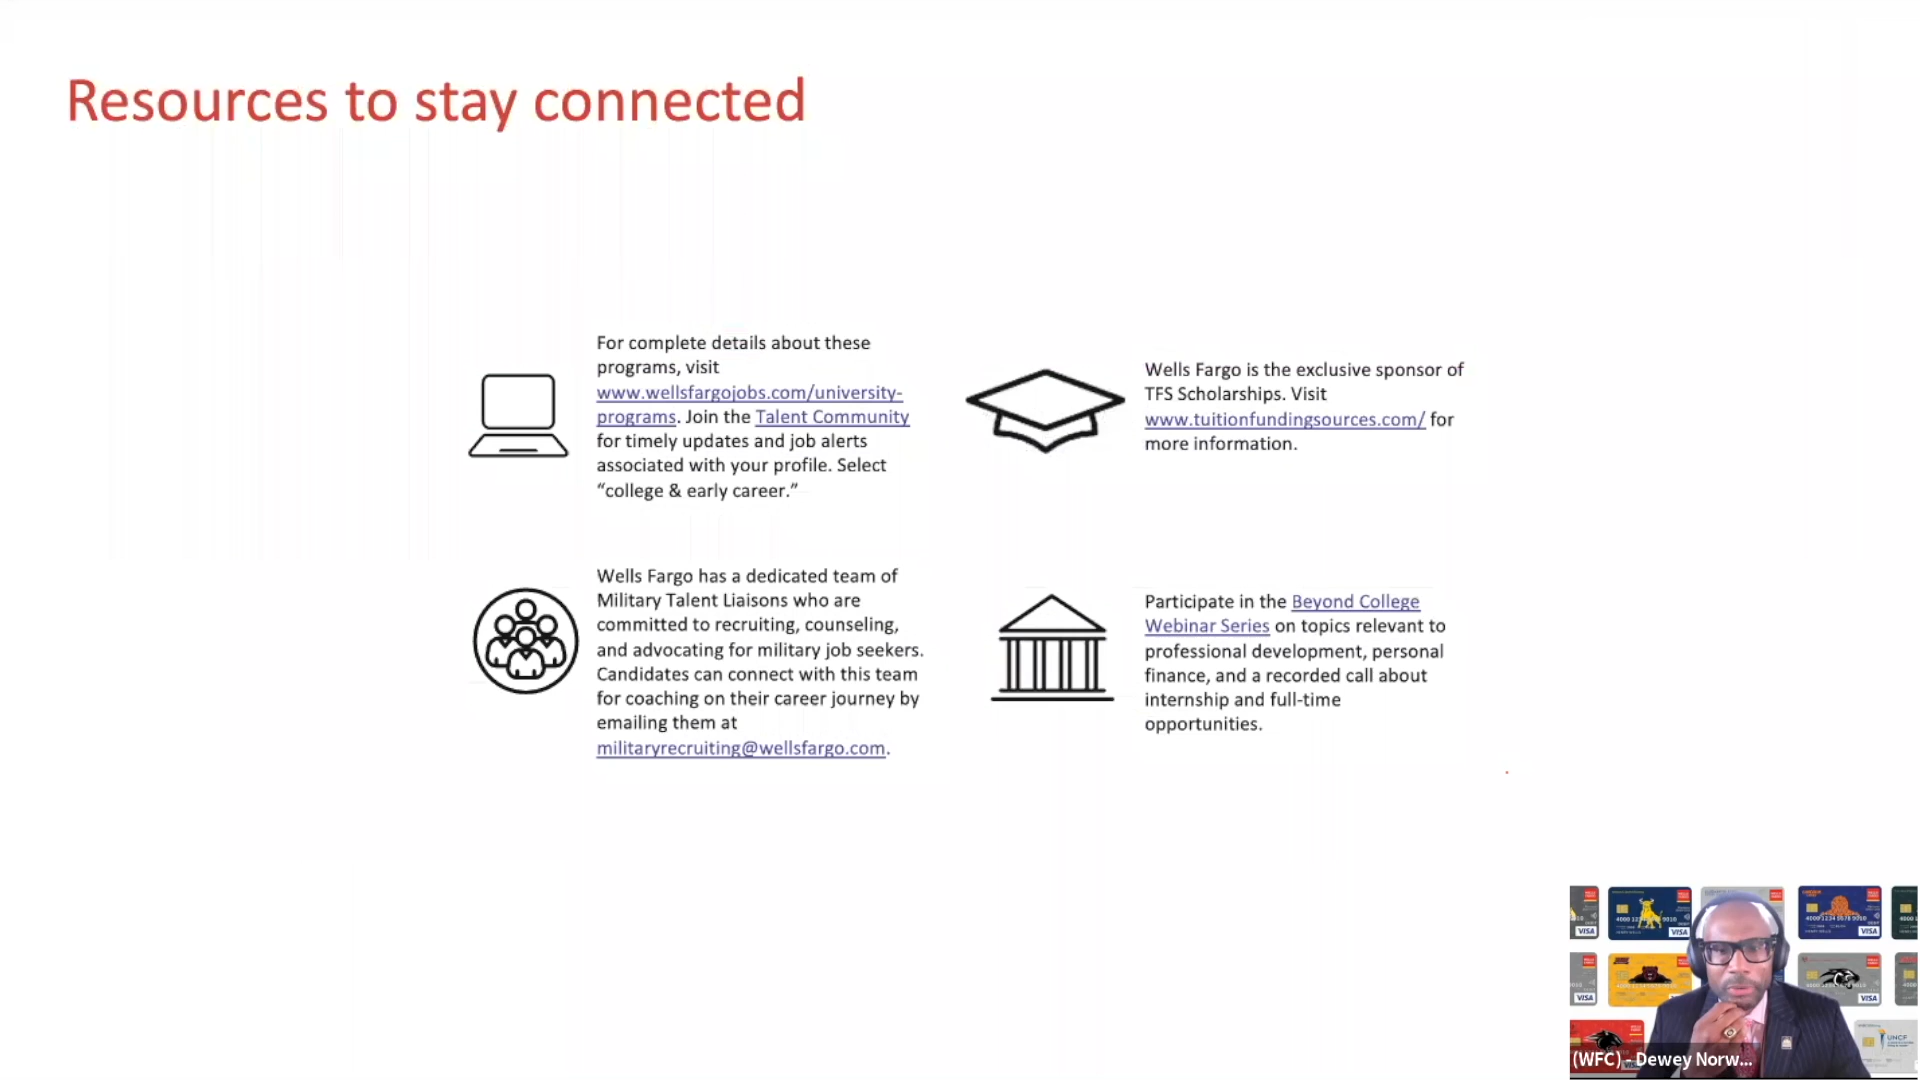 Resources to stay connected
For complete details about these
programs, visit
www.wellsfargojobs.com/university-
programs. Join the Talent Community
for timely updates and job alerts
associated with your profile. Select
“college & early career.”
Wells Fargo is the exclusive sponsor of
TFS Scholarships. Visit
www.tuitionfundingsources.com/ for
more information.
Wells Fargo has a dedicated team of
Military Talent Liaisons who are
committed to recruiting, counseling,
and advocating for military job seekers.
Candidates can connect with this team
for coaching on their career journey by
emailing them at
militaryrecruiting@wellsfargo.com.
Participate in the Beyond College
Webinar Series on topics relevant to
professional development, personal
finance, and a recorded call about
internship and full-time
opportunities.
VISA
VISA
VISA
VISA
VISA
UNCF
(WFC) - Dewey Norw...